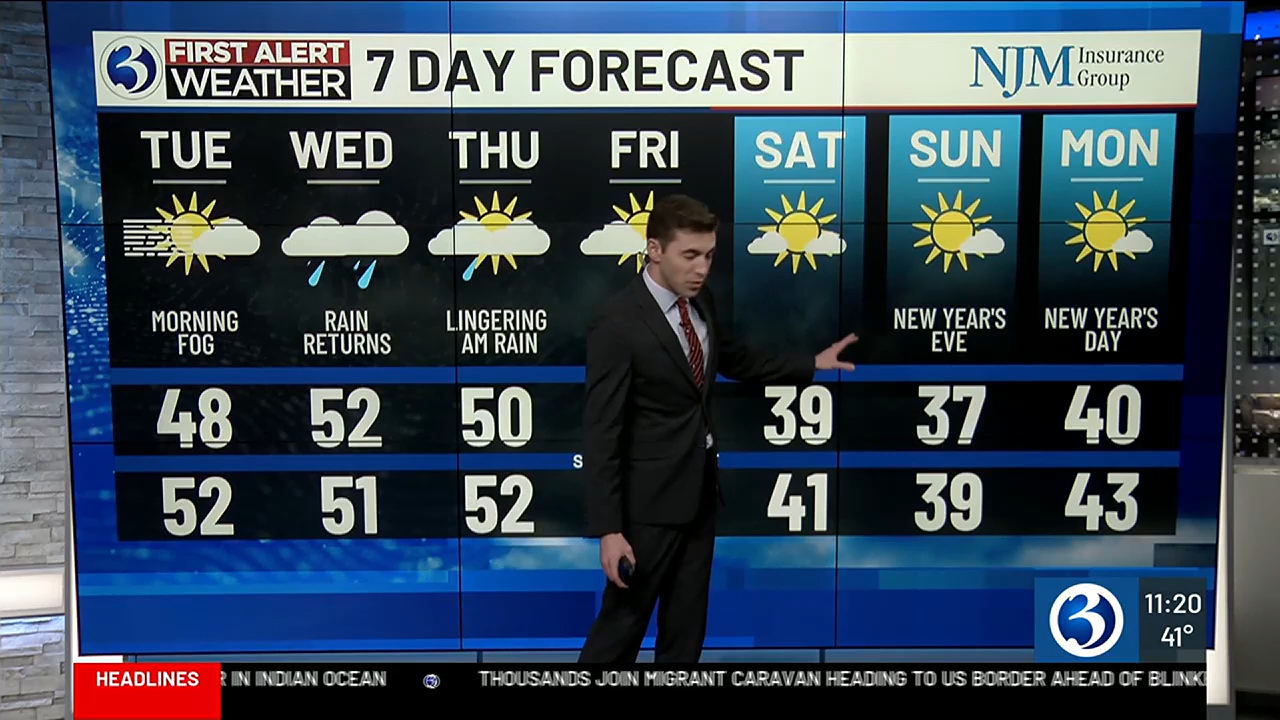 3 FIRST ALERT
WEATHER
7 DAY FORECAST
NJM Insurance
Group
TUE WED THU FRI SAT SUN MON
MORNING
FOG
RAIN
RETURNS
LINGERING
AM RAIN
NEW YEAR'S
EVE
NEW YEAR'S
DAY
48 52 50 39 37 40
S
52 51 52 41 39 43
3 11:20
41°
HEADLINES R IN INDIAN OCEAN 3 THOUSANDS JOIN MIGRANT CARAVAN HEADING TO US BORDER AHEAD OF BLINK